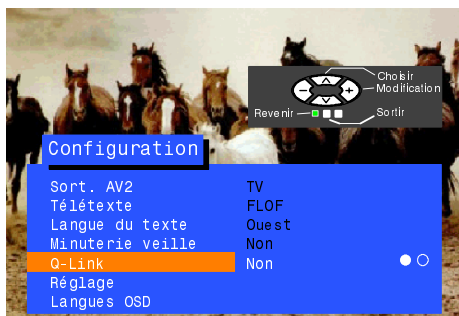 Choisir
Modification
Revenir
Sortir
Configuration
Sort. AV2 TV
Télétexte FLOF
Langue du texte Ouest
Minuterie veille Non
Q-Link Non
Réglage
Langues OSD